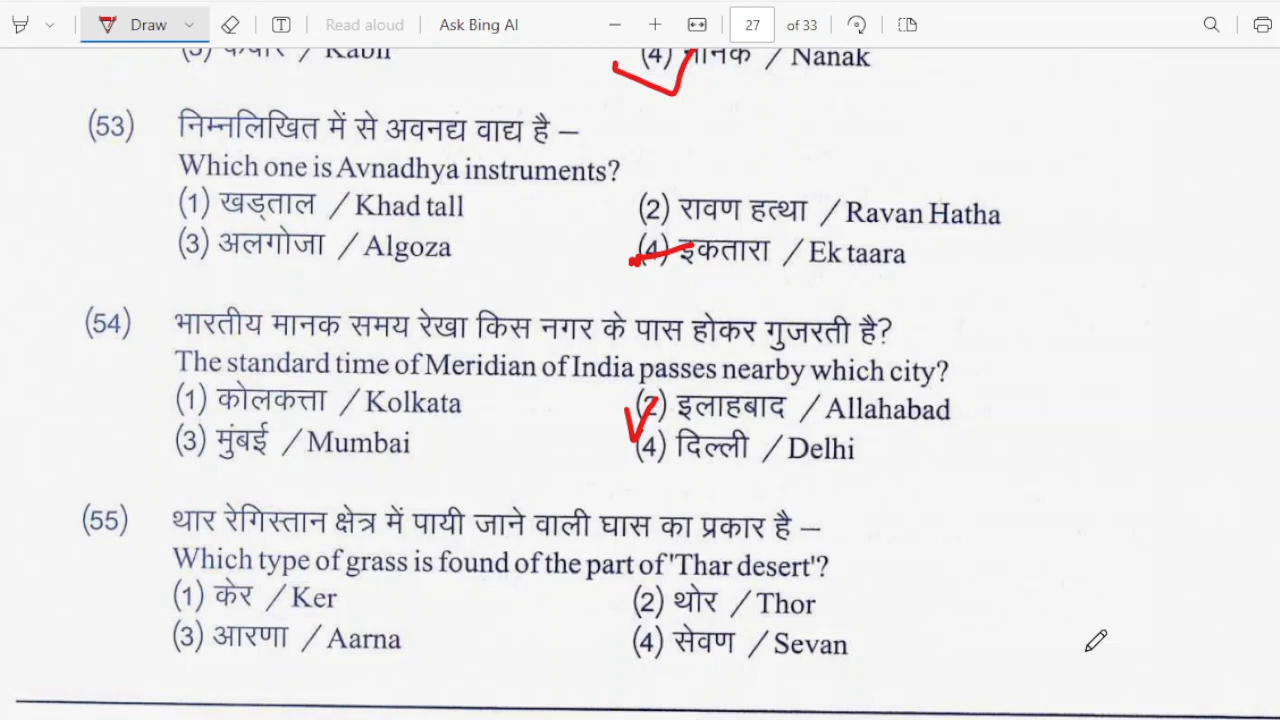 Draw
Read aloud
Ask Bing AI
27 of 33
/ Kabir (4) नानक / Nanak
(53) निम्नलिखित में से अवनद्य वाद्य है –
Which one is Avnadhya instruments?
(1) खड़्ताल / Khad tall (2) रावण हत्था / Ravan Hatha
(3) अलगोजा / Algoza (4) इकतारा / Ek taara
(54) भारतीय मानक समय रेखा किस नगर के पास होकर गुजरती है?
The standard time of Meridian of India passes nearby which city?
(1) कोलकत्ता / Kolkata (2) इलाहबाद / Allahabad
(3) मुंबई / Mumbai (4) दिल्ली / Delhi
(55) थार रेगिस्तान क्षेत्र में पायी जाने वाली घास का प्रकार है –
Which type of grass is found of the part of 'Thar desert'?
(1) केर / Ker (2) थोर / Thor
(3) आरणा / Aarna (4) सेवण / Sevan